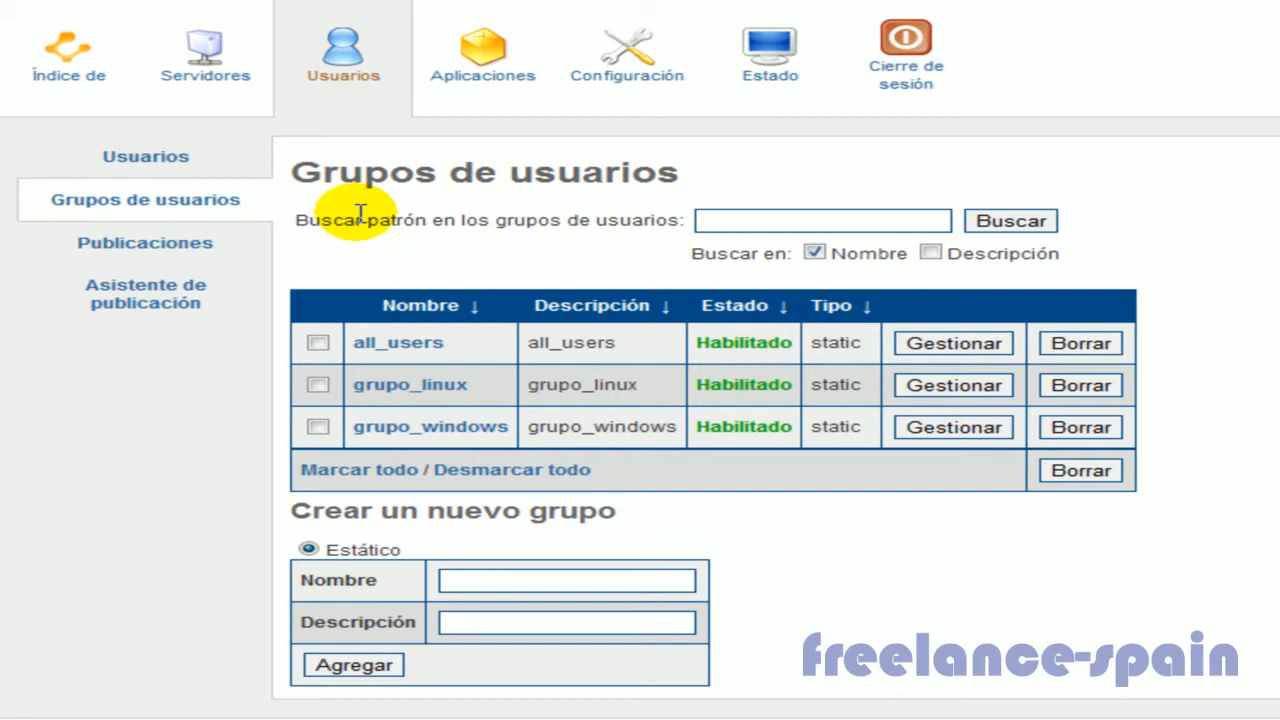 Índice de
Servidores
Usuarios
Aplicaciones
Configuración
Estado
Cierre de
sesión
Usuarios
Grupos de usuarios
Publicaciones
Asistente de
publicación
Grupos de usuarios
Buscar patrón en los grupos de usuarios:
Buscar
Buscar en: Nombre Descripción
Nombre ↓ Descripción ↓ Estado ↓ Tipo ↓
all_users all_users Habilitado static Gestionar Borrar
grupo_linux grupo_linux Habilitado static Gestionar Borrar
grupo_windows grupo_windows Habilitado static Gestionar Borrar
Marcar todo / Desmarcar todo Borrar
Crear un nuevo grupo
Estático
Nombre
Descripción
Agregar
freelance-spain